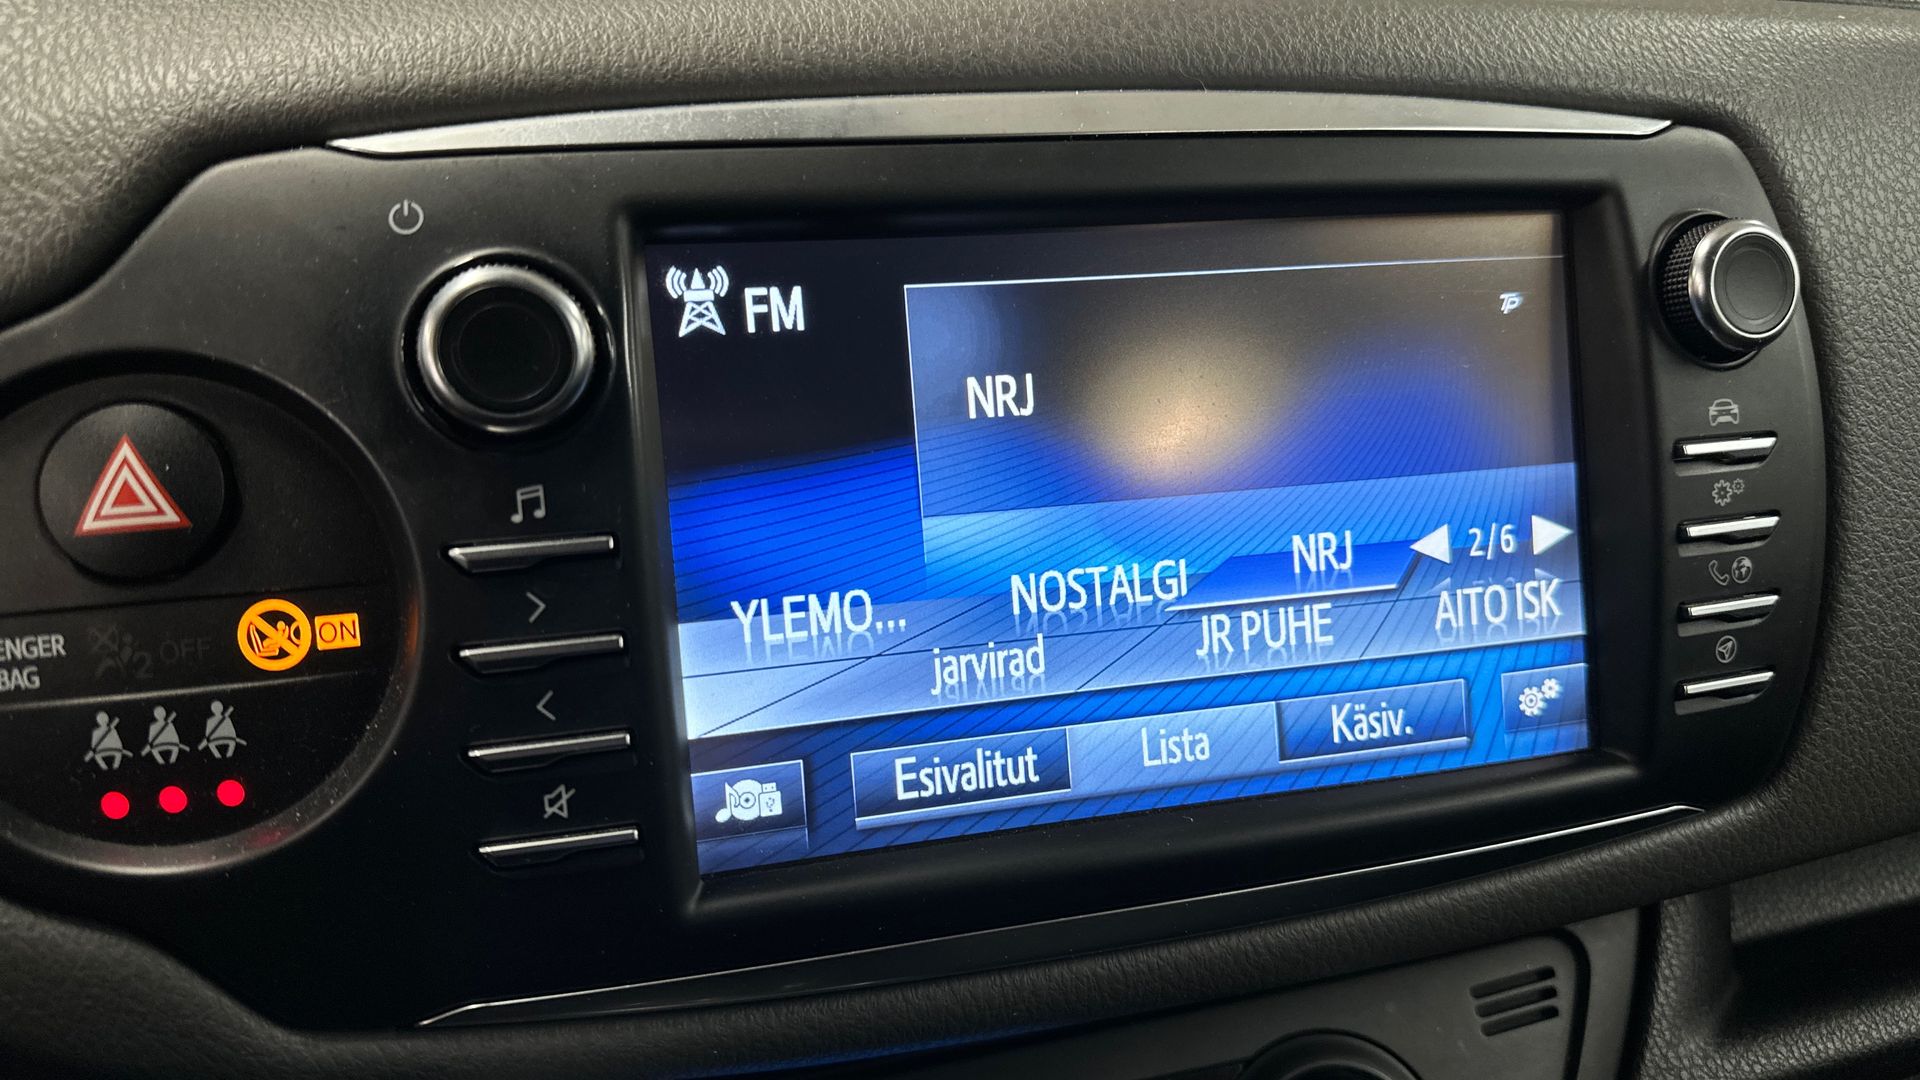 FM
TP
NRJ
YLEMO...
NOSTALGI
NRJ
2/6
jarvirad
JR PUHE
AITO ISK
Esivalitut
Lista
Käsiv.
ENGER
BAG
2 OFF
ON